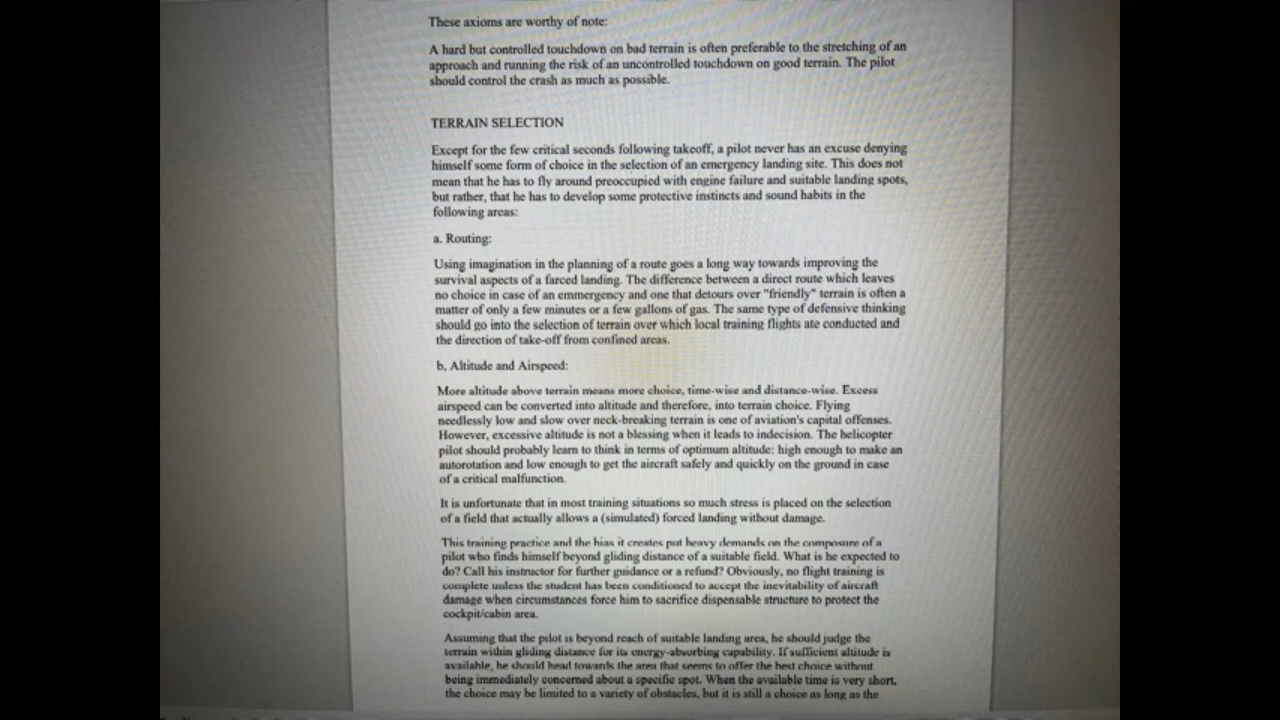 These axioms are worthy of note:
A hard but controlled touchdown on bad terrain is often preferable to the stretching of an
approach and running the risk of an uncontrolled touchdown on good terrain. The pilot
should control the crash as much as possible.
TERRAIN SELECTION
Except for the few critical seconds following takeoff, a pilot never has an excuse denying
himself some form of choice in the selection of an emergency landing site. This does not
mean that he has to fly around preoccupied with engine failure and suitable landing spots,
but rather, that he has to develop some protective instincts and sound habits in the
following areas:
a. Routing:
Using imagination in the planning of a route goes a long way towards improving the
survival aspects of a farced landing. The difference between a direct route which leaves
no choice in case of an emmergency and one that detours over "friendly" terrain is often a
matter of only a few minutes or a few gallons of gas. The same type of defensive thinking
should go into the selection of terrain over which local training flights ate conducted and
the direction of take-off from confined areas.
b, Altitude and Airspeed:
More altitude above terrain means more choice, time-wise and distance-wise. Excess
airspeed can be converted into altitude and therefore, into terrain choice. Flying
needlessly low and slow over neck-breaking terrain is one of aviation's capital offenses.
However, excessive altitude is not a blessing when it leads to indecision. The helicopter
pilot should probably learn to think in terms of optimum altitude: high enough to make an
autorotation and low enough to get the aircraft safely and quickly on the ground in case
of a critical malfunction.
It is unfortunate that in most training situations so much stress is placed on the selection
of a field that actually allows a (simulated) forced landing without damage.
This training practice and the bias it creates put heavy demands on the composure of a
pilot who finds himself beyond gliding distance of a suitable field. What is he expected to
do? Call his instructor for further guidance or a refund? Obviously, no flight training is
complete unless the student has been conditioned to accept the inevitability of aircraft
damage when circumstances force him to sacrifice dispensable structure to protect the
cockpit/cabin area.
Assuming that the pilot is beyond reach of suitable landing area, he should judge the
terrain within gliding distance for its energy-absorbing capability. If sufficient altitude is
available, he should head towards the area that seems to offer the best choice without
being immediately concerned about a specific spot. When the available time is very short,
the choice may be limited to a variety of obstacles, but it is still a choice as long as the